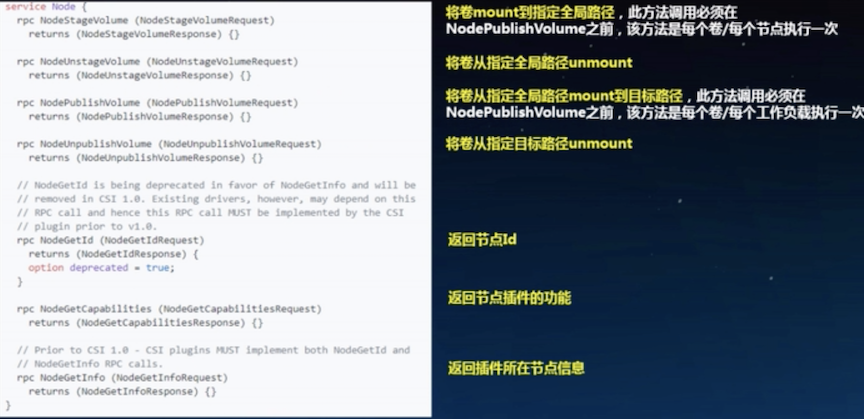 service Node {
rpc NodeStageVolume (NodeStageVolumeRequest)
returns (NodeStageVolumeResponse) {}
rpc NodeUnstageVolume (NodeUnstageVolumeRequest)
returns (NodeUnstageVolumeResponse) {}
rpc NodePublishVolume (NodePublishVolumeRequest)
returns (NodePublishVolumeResponse) {}
rpc NodeUnpublishVolume (NodeUnpublishVolumeRequest)
returns (NodeUnpublishVolumeResponse) {}
// NodeGetId is being deprecated in favor of NodeGetInfo and will be
// removed in CSI 1.0. Existing drivers, however, may depend on this
// RPC call and hence this RPC call MUST be implemented by the CSI
// plugin prior to v1.0.
rpc NodeGetId (NodeGetIdRequest)
returns (NodeGetIdResponse) {
option deprecated = true;
}
rpc NodeGetCapabilities (NodeGetCapabilitiesRequest)
returns (NodeGetCapabilitiesResponse) {}
// Prior to CSI 1.0 - CSI plugins MUST implement both NodeGetId and
// NodeGetInfo RPC calls.
rpc NodeGetInfo (NodeGetInfoRequest)
returns (NodeGetInfoResponse) {}
}
将卷mount到指定全局路径，此方法调用必须在
NodePublishVolume之前，该方法是每个卷/每个节点执行一次
将卷从指定全局路径unmount
将卷从指定全局路径mount到目标路径，此方法调用必须在
NodePublishVolume之前，该方法是每个卷/每个工作负载执行一次
将卷从指定目标路径unmount
返回节点Id
返回节点插件的功能
返回插件所在节点信息